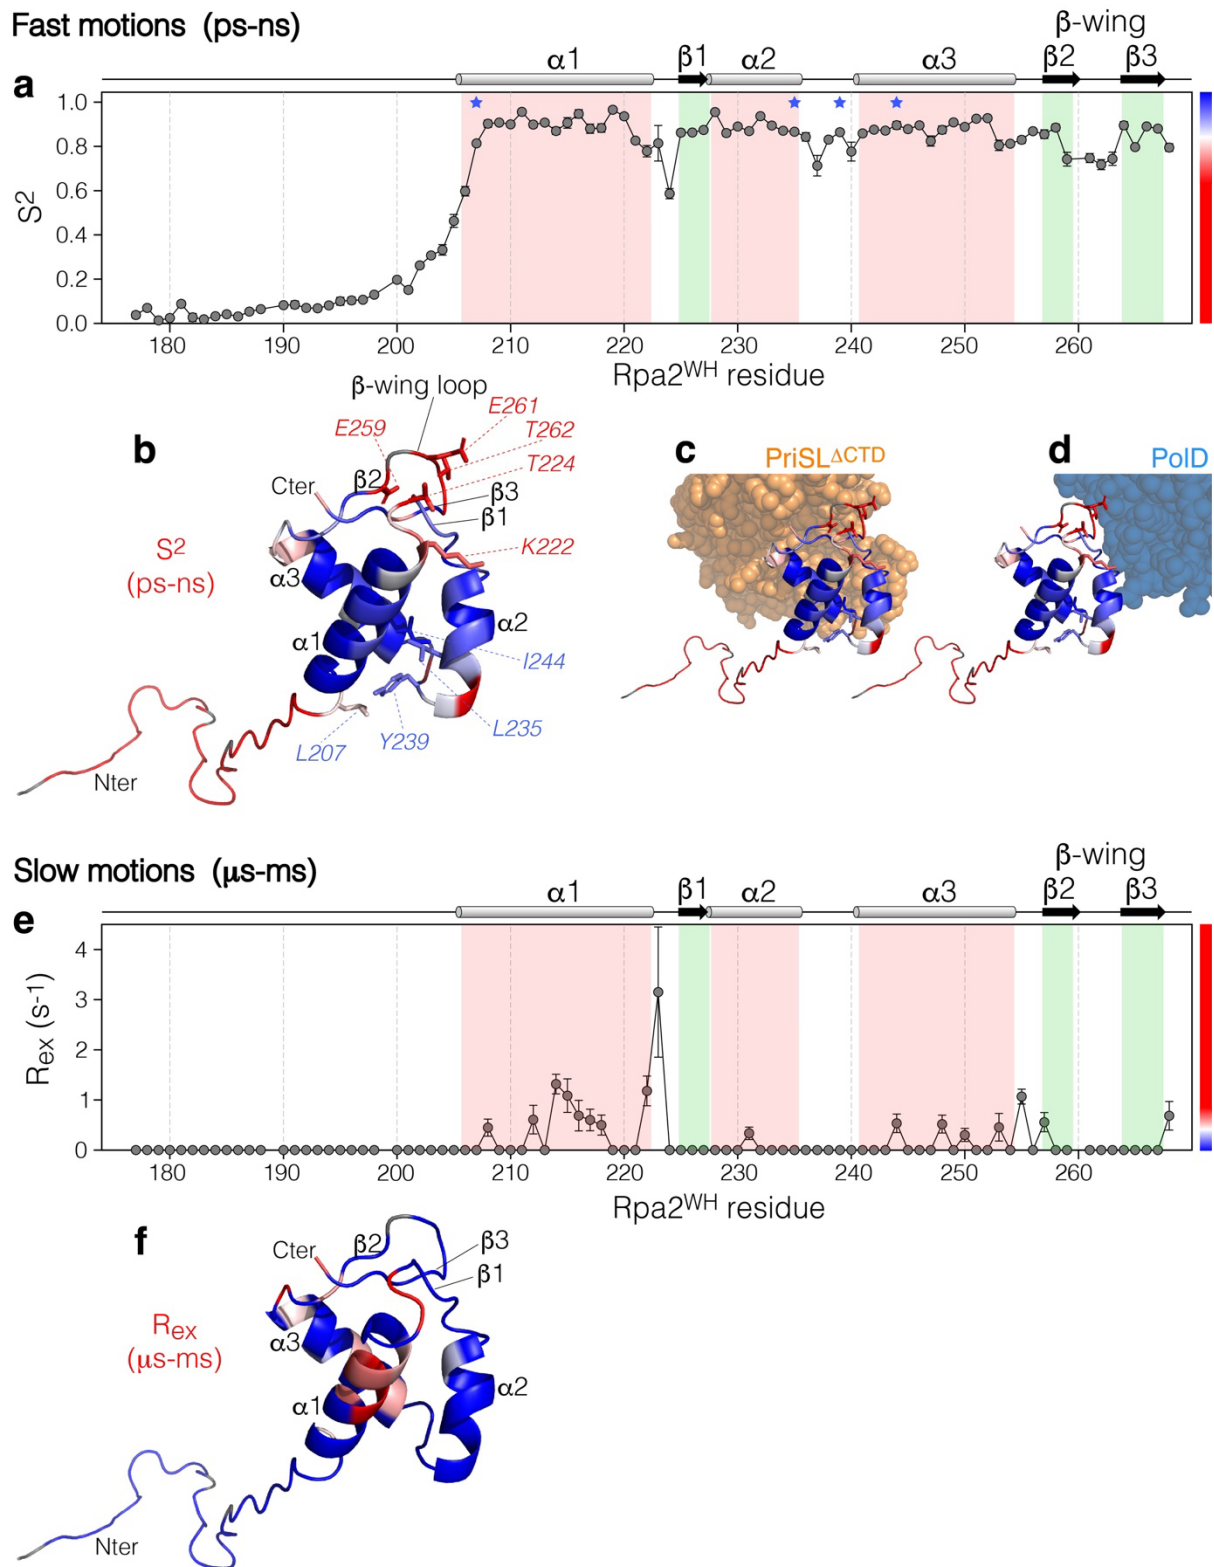 Fast motions (ps-ns)
β-wing
α1 β1 α2 α3 β2 β3
a
1.0
0.8
0.6
0.4
0.2
0.0
S²
180 190 200 210 220 230 240 250 260
Rpa2ᵂᴴ residue
b
β-wing loop
E261
E259
T262
T224
β2
Cter
β3
β1
K222
S²
(ps-ns)
α3
α1
α2
I244
L235
L207
Y239
Nter
c
PriSL^ΔCTD
d
PolD
Slow motions (μs-ms)
β-wing
α1 β1 α2 α3 β2 β3
e
4
3
2
1
0
Rₑₓ (s⁻¹)
180 190 200 210 220 230 240 250 260
Rpa2ᵂᴴ residue
f
Cter
β2
β3
β1
Rₑₓ
(μs-ms)
α3
α1
α2
Nter